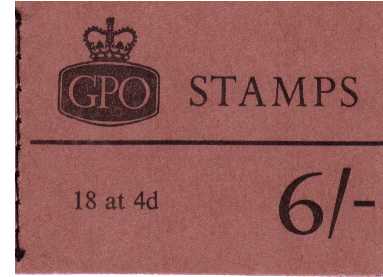 GPO STAMPS
18 at 4d 6/-